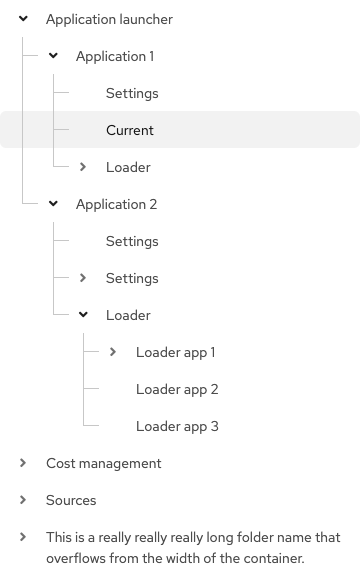 Application launcher
Application 1
Settings
Current
Loader
Application 2
Settings
Settings
Loader
Loader app 1
Loader app 2
Loader app 3
Cost management
Sources
This is a really really really long folder name that
overflows from the width of the container.